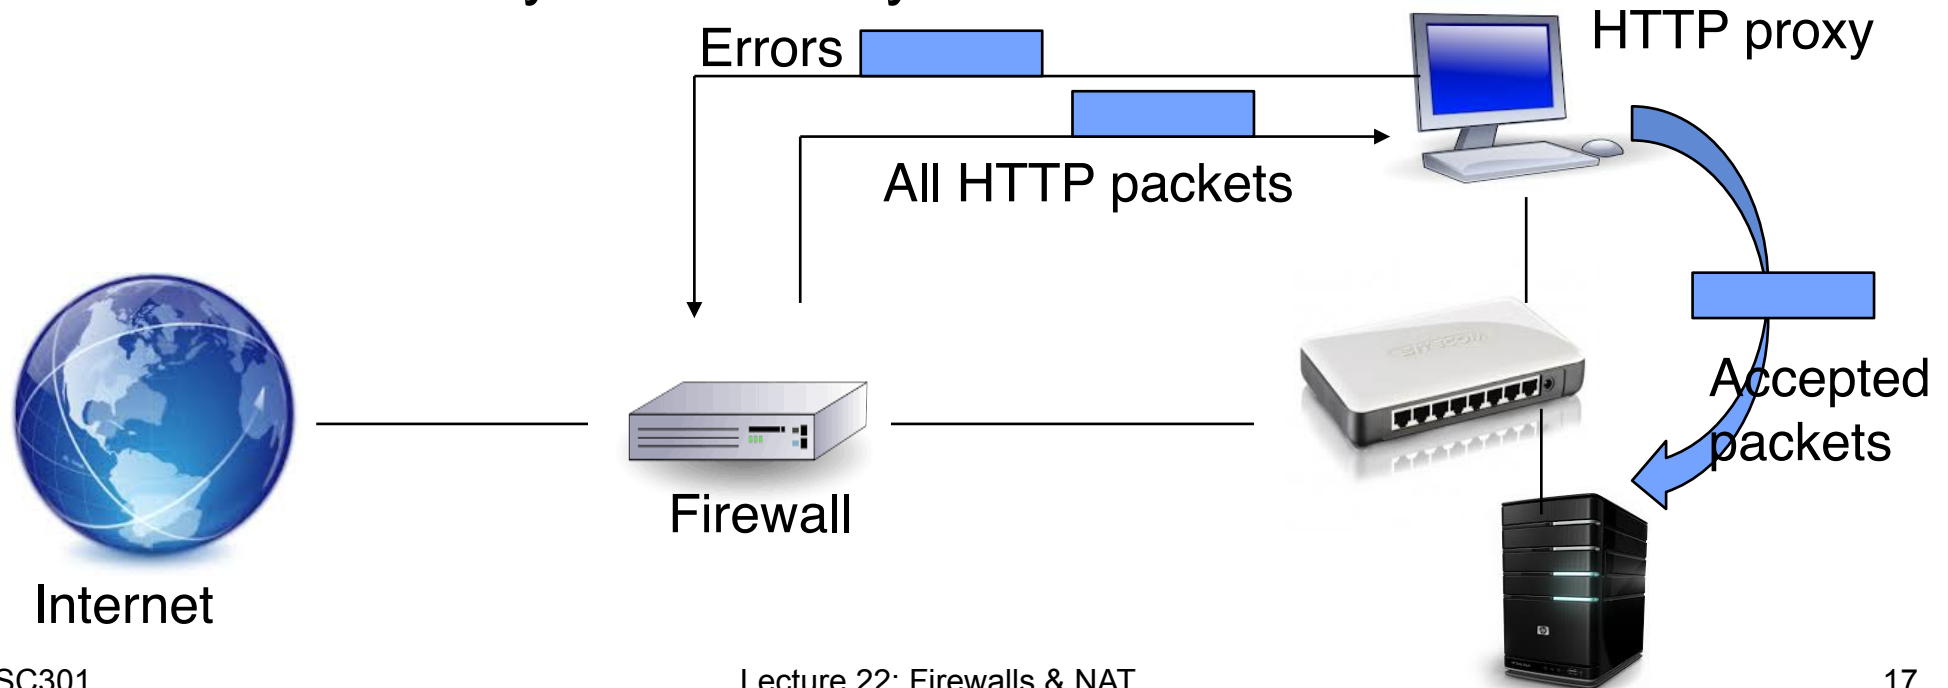 HTTP proxy
Errors
All HTTP packets
Accepted
packets
Firewall
Internet
SC301
Lecture 22: Firewalls & NAT
17